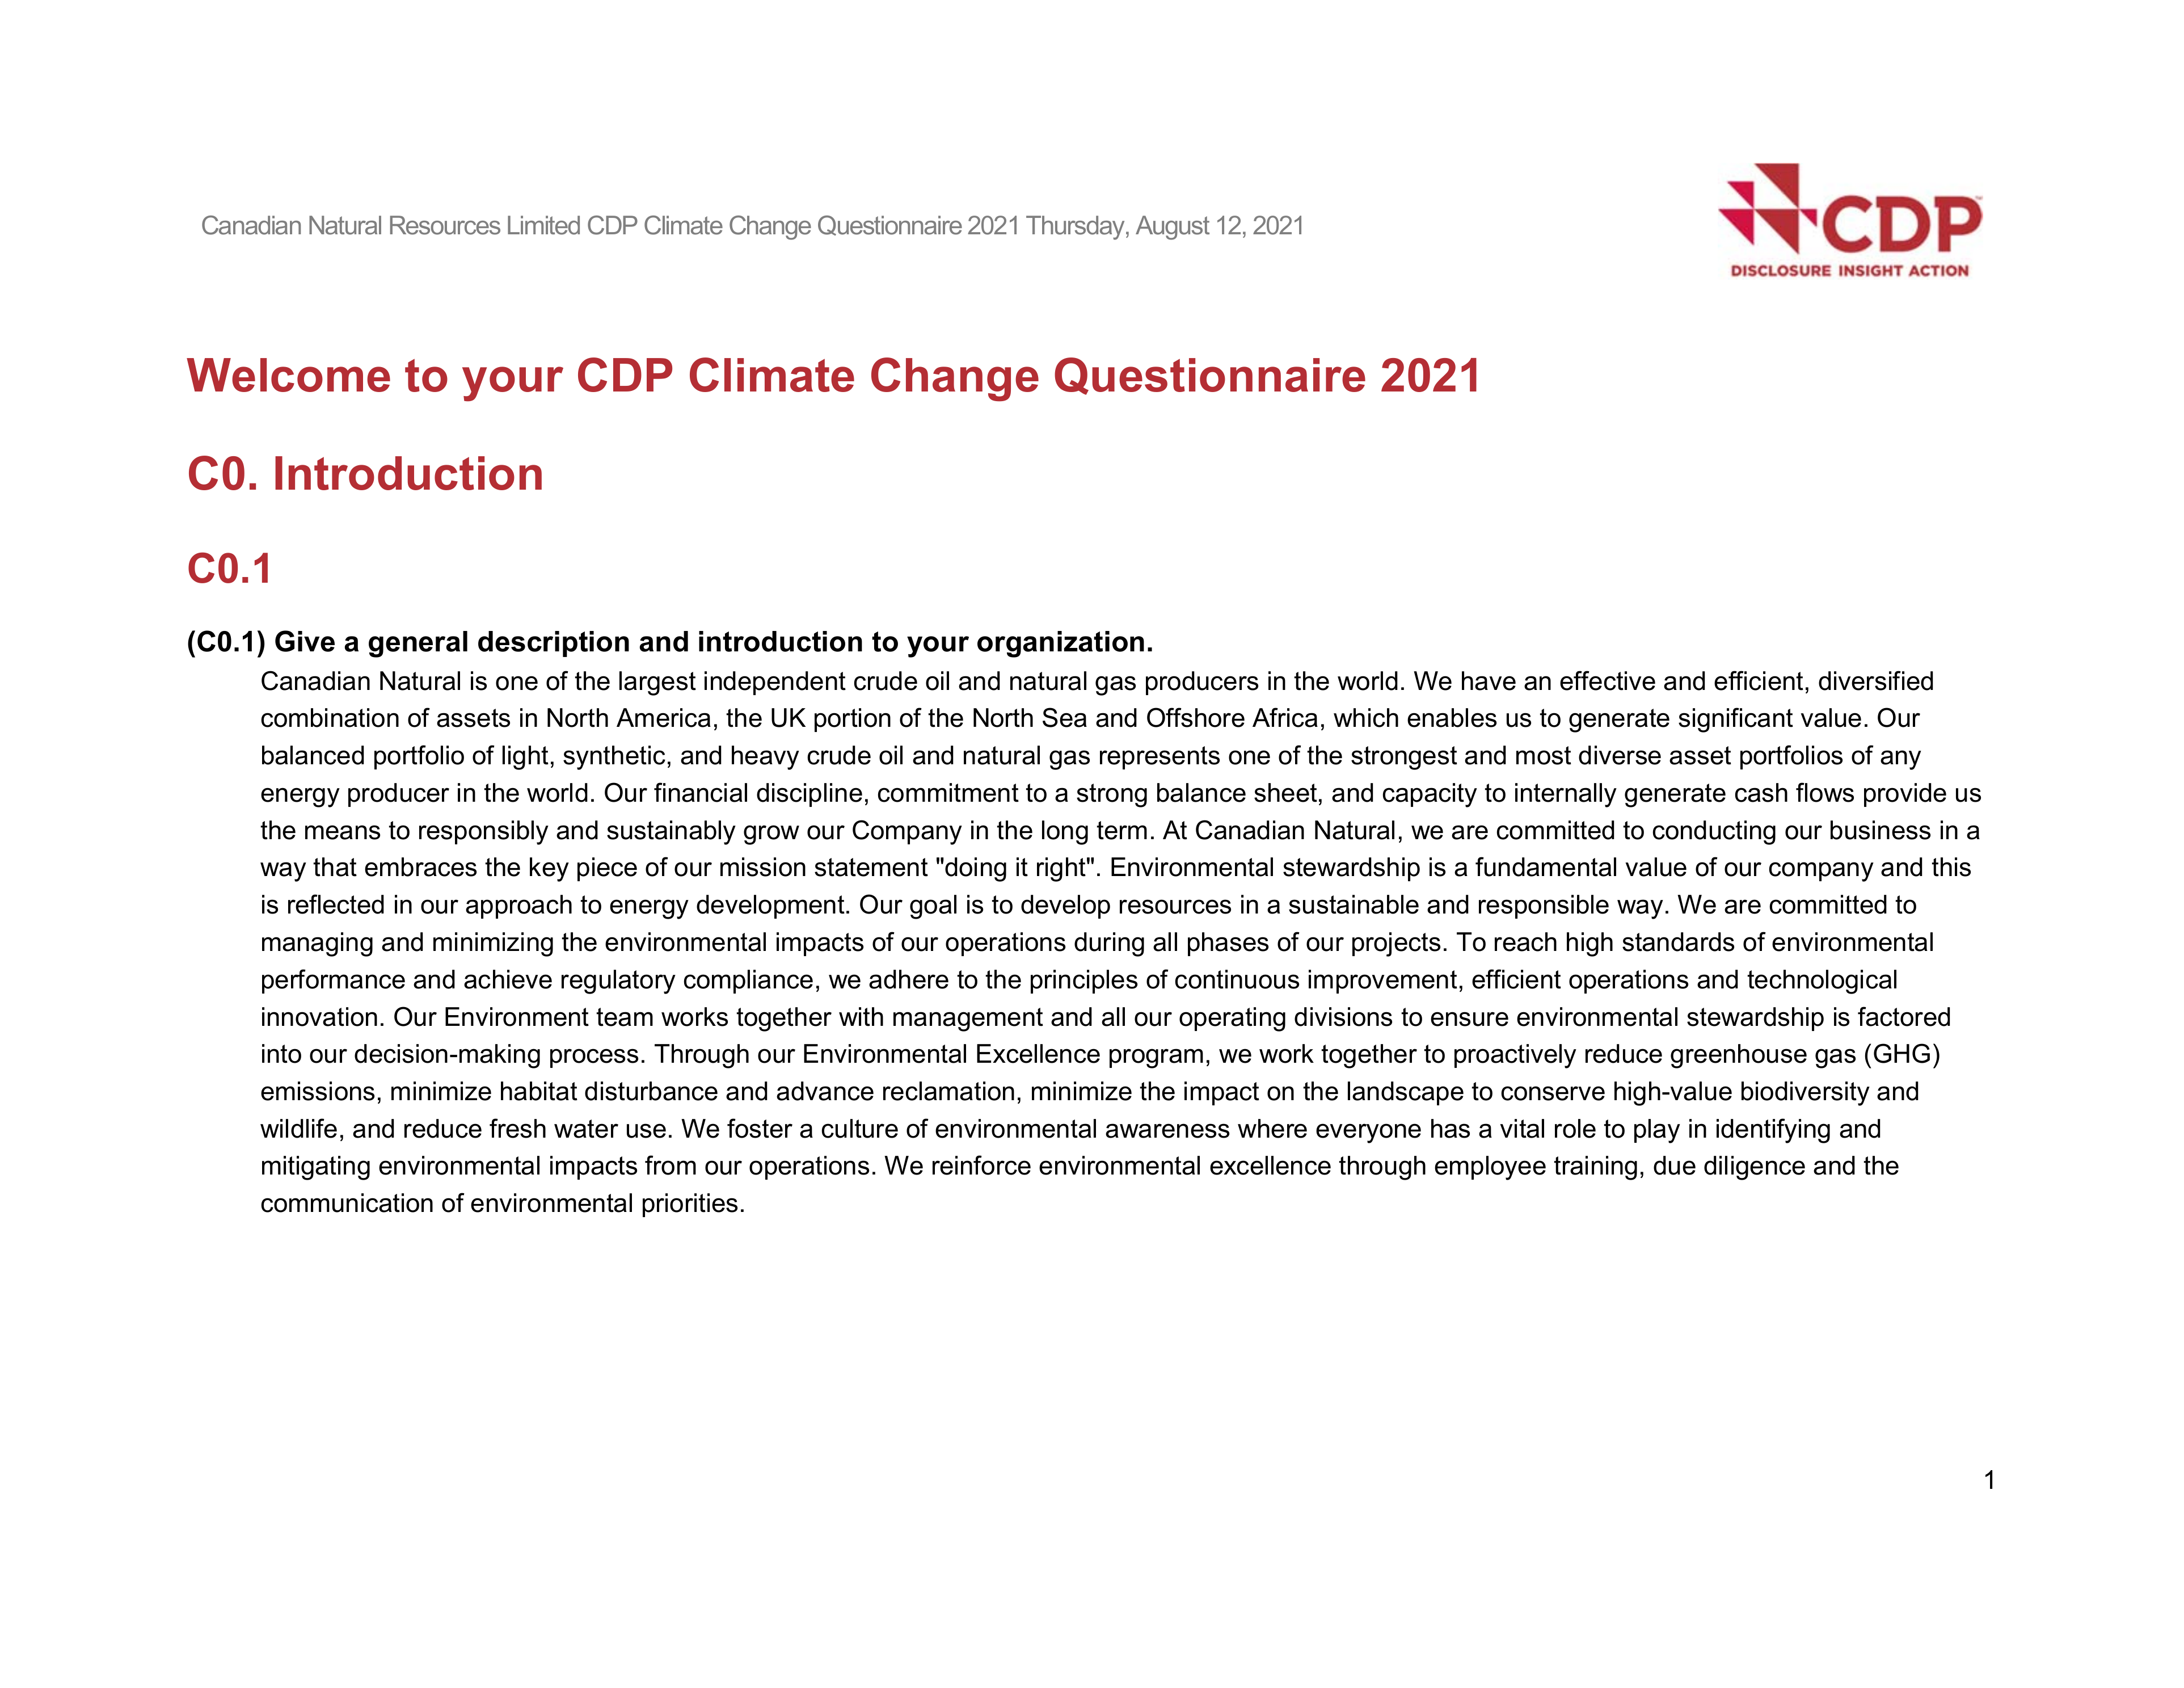 Canadian Natural Resources Limited CDP Climate Change Questionnaire 2021 Thursday, August 12, 2021
CDP™
DISCLOSURE INSIGHT ACTION
Welcome to your CDP Climate Change Questionnaire 2021
C0. Introduction
C0.1
(C0.1) Give a general description and introduction to your organization.
Canadian Natural is one of the largest independent crude oil and natural gas producers in the world. We have an effective and efficient, diversified
combination of assets in North America, the UK portion of the North Sea and Offshore Africa, which enables us to generate significant value. Our
balanced portfolio of light, synthetic, and heavy crude oil and natural gas represents one of the strongest and most diverse asset portfolios of any
energy producer in the world. Our financial discipline, commitment to a strong balance sheet, and capacity to internally generate cash flows provide us
the means to responsibly and sustainably grow our Company in the long term. At Canadian Natural, we are committed to conducting our business in a
way that embraces the key piece of our mission statement "doing it right". Environmental stewardship is a fundamental value of our company and this
is reflected in our approach to energy development. Our goal is to develop resources in a sustainable and responsible way. We are committed to
managing and minimizing the environmental impacts of our operations during all phases of our projects. To reach high standards of environmental
performance and achieve regulatory compliance, we adhere to the principles of continuous improvement, efficient operations and technological
innovation. Our Environment team works together with management and all our operating divisions to ensure environmental stewardship is factored
into our decision-making process. Through our Environmental Excellence program, we work together to proactively reduce greenhouse gas (GHG)
emissions, minimize habitat disturbance and advance reclamation, minimize the impact on the landscape to conserve high-value biodiversity and
wildlife, and reduce fresh water use. We foster a culture of environmental awareness where everyone has a vital role to play in identifying and
mitigating environmental impacts from our operations. We reinforce environmental excellence through employee training, due diligence and the
communication of environmental priorities.
1